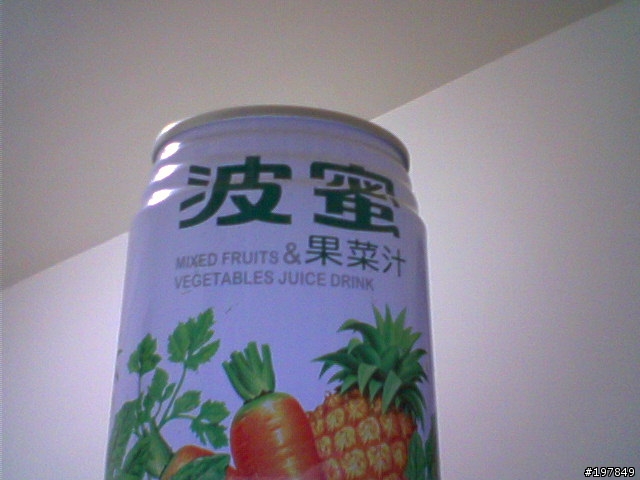 波蜜
MIXED FRUITS & 果菜汁
VEGETABLES JUICE DRINK
#197849